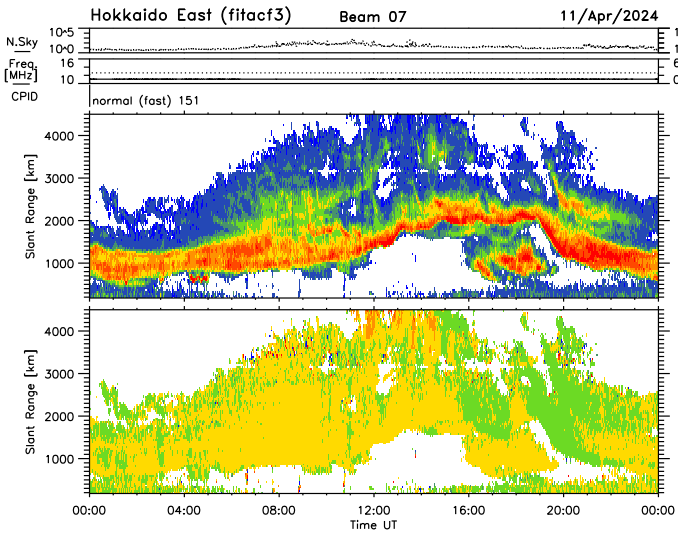 Hokkaido East (fitacf3) Beam 07 11/Apr/2024
N.Sky 10^5 10^0
Freq. [MHz] 16 10 6 0
CPID normal (fast) 151
Slant Range [km] 4000 3000 2000 1000
Slant Range [km] 4000 3000 2000 1000
00:00 04:00 08:00 12:00 16:00 20:00 00:00
Time UT